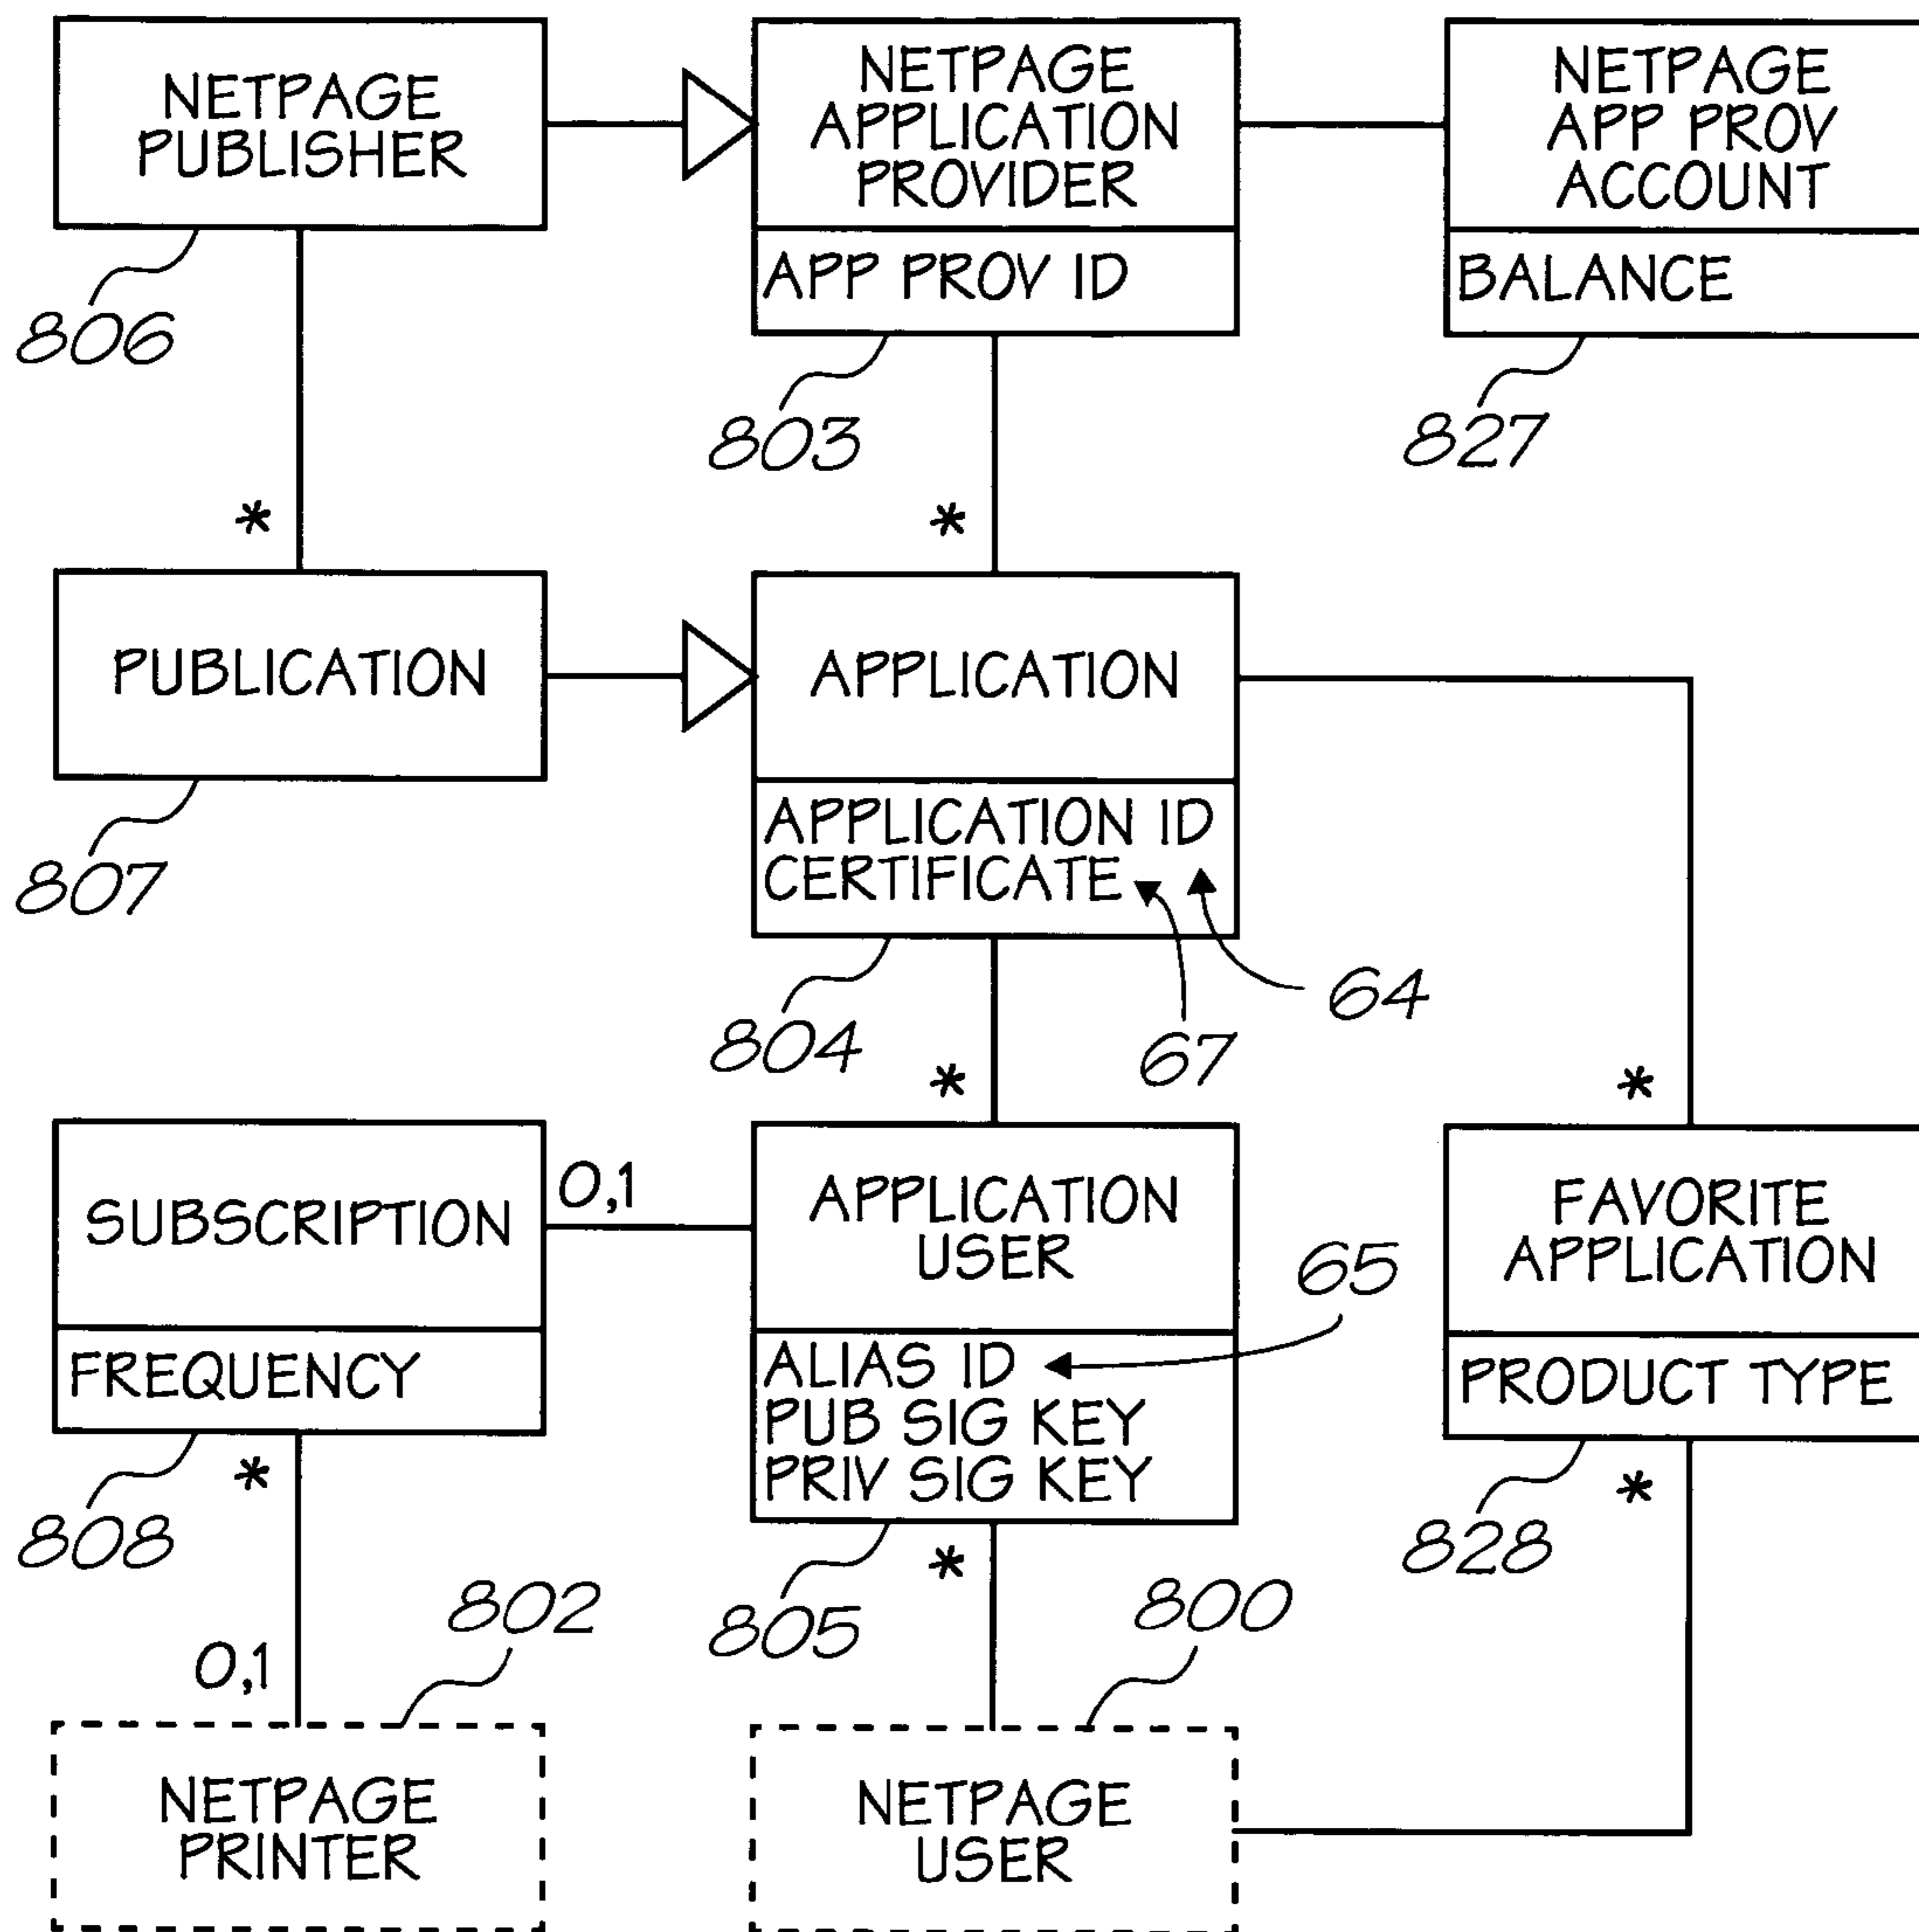 NETPAGE
PUBLISHER
NETPAGE
APPLICATION
PROVIDER
APP PROV ID
NETPAGE
APP PROV
ACCOUNT
BALANCE
806
803
827
*
*
PUBLICATION
APPLICATION
APPLICATION ID
CERTIFICATE
807
804
67
64
*
*
SUBSCRIPTION
FREQUENCY
0,1
APPLICATION
USER
ALIAS ID
PUB SIG KEY
PRIV SIG KEY
65
FAVORITE
APPLICATION
PRODUCT TYPE
808
*
805
*
828
*
802
800
0,1
NETPAGE
PRINTER
NETPAGE
USER